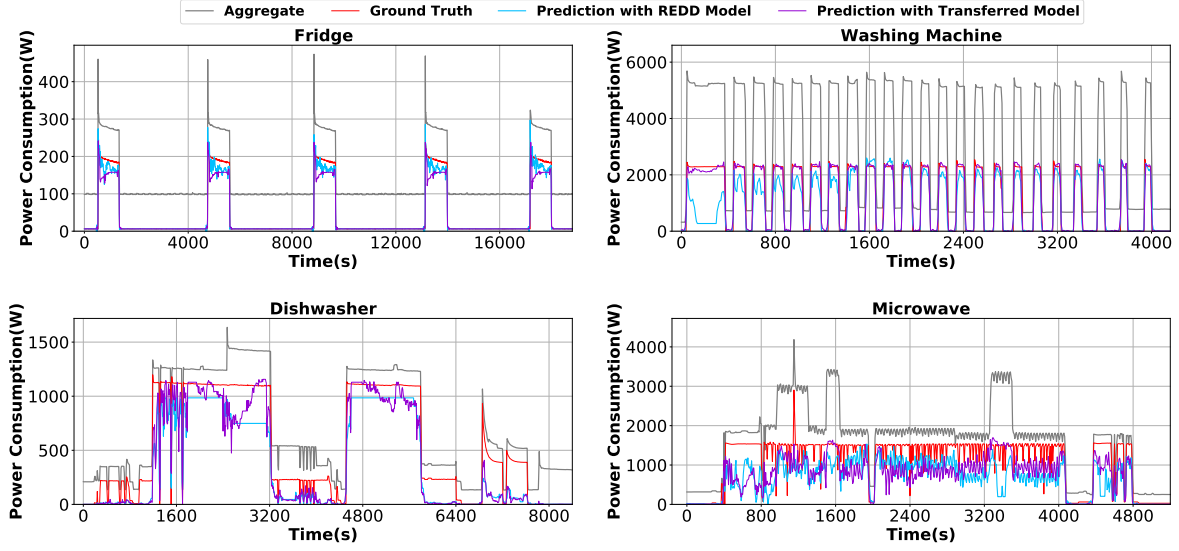 Aggregate Ground Truth Prediction with REDD Model Prediction with Transferred Model
Fridge
Power Consumption(W)
400
300
200
100
0
0 4000 8000 12000 16000
Time(s)
Washing Machine
Power Consumption(W)
6000
4000
2000
0
0 800 1600 2400 3200 4000
Time(s)
Dishwasher
Power Consumption(W)
1500
1000
500
0
0 1600 3200 4800 6400 8000
Time(s)
Microwave
Power Consumption(W)
4000
3000
2000
1000
0
0 800 1600 2400 3200 4000 4800
Time(s)